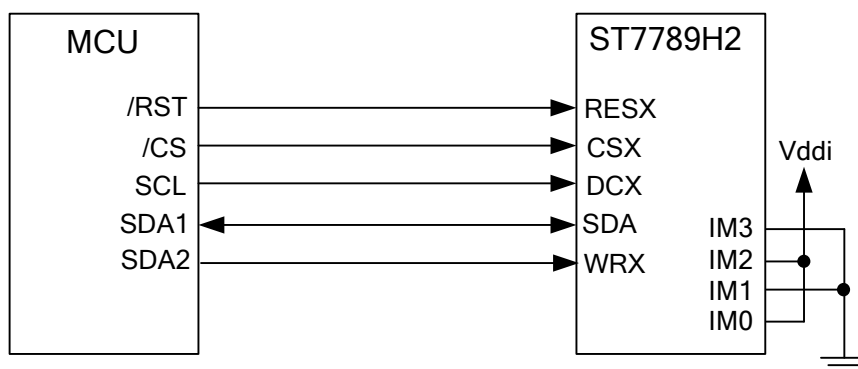 MCU
ST7789H2
/RST
RESX
/CS
CSX
Vddi
SCL
DCX
SDA1
SDA
IM3
SDA2
WRX
IM2
IM1
IM0